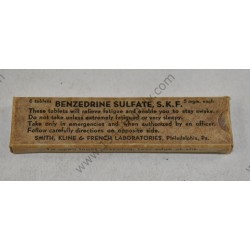 6 tablets BENZEDRINE SULFATE, S.K.F. 5 mgm. each
These tablets will relieve fatigue and enable you to stay awake.
Do not take unless extremely fatigued or very sleepy.
Take only in emergencies and when authorized by an officer.
Follow carefully directions on opposite side.
SMITH, KLINE & FRENCH LABORATORIES, Philadelphia, Pa.